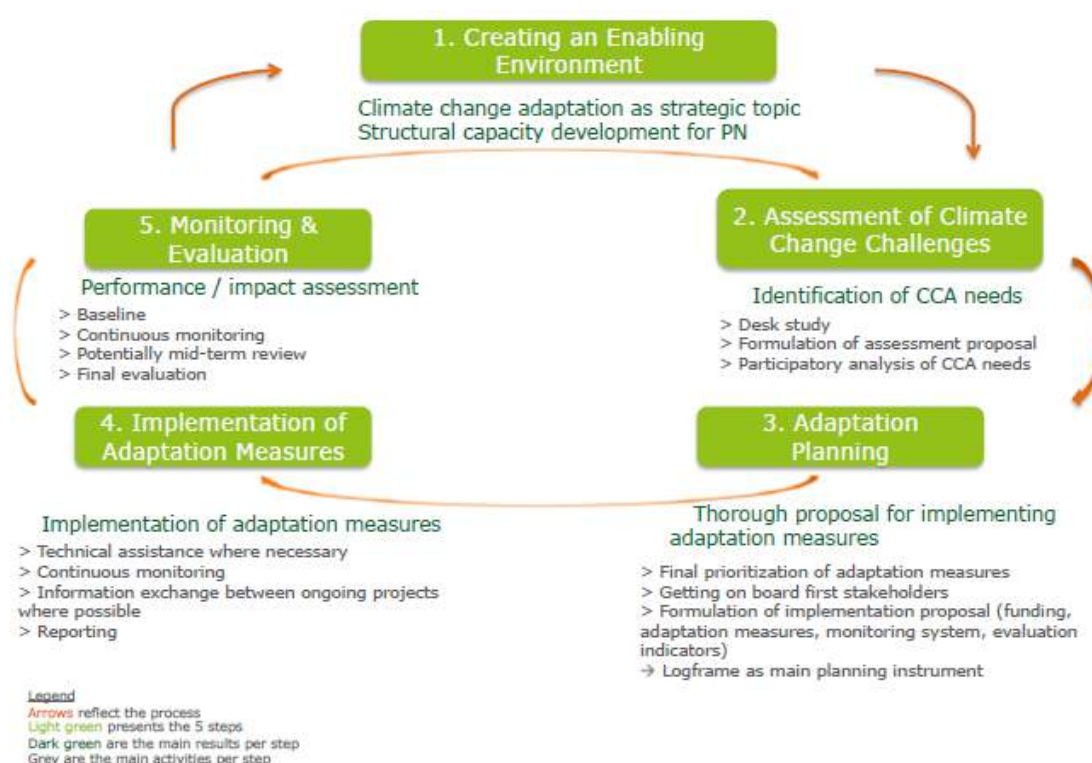 1. Creating an Enabling
Environment
Climate change adaptation as strategic topic
Structural capacity development for PN
5. Monitoring &
Evaluation
Performance / impact assessment
> Baseline
> Continuous monitoring
> Potentially mid-term review
> Final evaluation
2. Assessment of Climate
Change Challenges
Identification of CCA needs
> Desk study
> Formulation of assessment proposal
> Participatory analysis of CCA needs
4. Implementation of
Adaptation Measures
Implementation of adaptation measures
> Technical assistance where necessary
> Continuous monitoring
> Information exchange between ongoing projects
where possible
> Reporting
3. Adaptation
Planning
Thorough proposal for implementing
adaptation measures
> Final prioritization of adaptation measures
> Getting on board first stakeholders
> Formulation of implementation proposal (funding,
adaptation measures, monitoring system, evaluation
indicators)
→ Logframe as main planning instrument
Legend
Arrows reflect the process
Light green presents the 5 steps
Dark green are the main results per step
Grey are the main activities per step